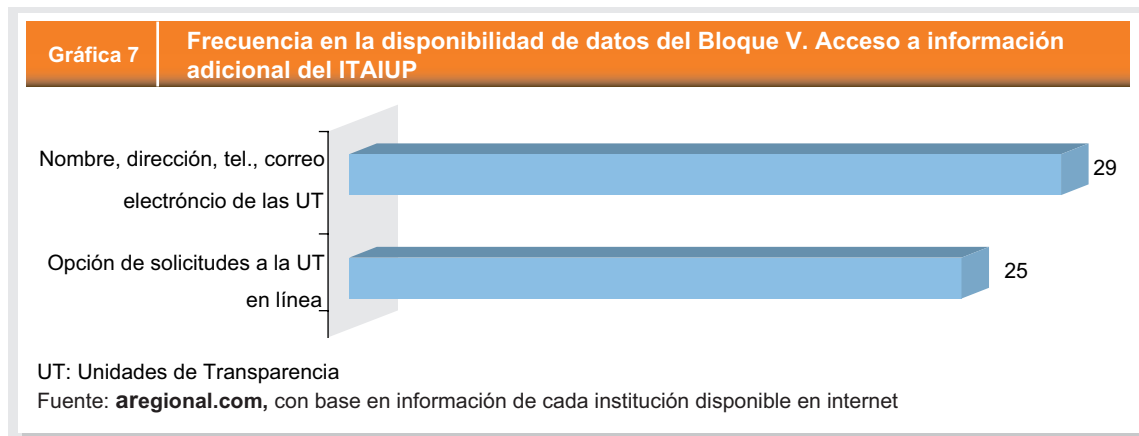 Gráfica 7
Frecuencia en la disponibilidad de datos del Bloque V. Acceso a información
adicional del ITAIUP
Nombre, dirección, tel., correo
electróncio de las UT
29
Opción de solicitudes a la UT
en línea
25
UT: Unidades de Transparencia
Fuente: aregional.com, con base en información de cada institución disponible en internet